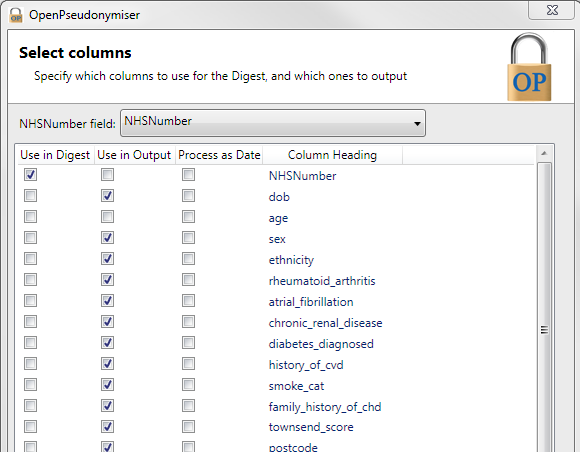 OpenPseudonymiser
Select columns
Specify which columns to use for the Digest, and which ones to output
OP
NHSNumber field: NHSNumber
Use in Digest Use in Output Process as Date Column Heading
NHSNumber
dob
age
sex
ethnicity
rheumatoid_arthritis
atrial_fibrillation
chronic_renal_disease
diabetes_diagnosed
history_of_cvd
smoke_cat
family_history_of_chd
townsend_score
postcode